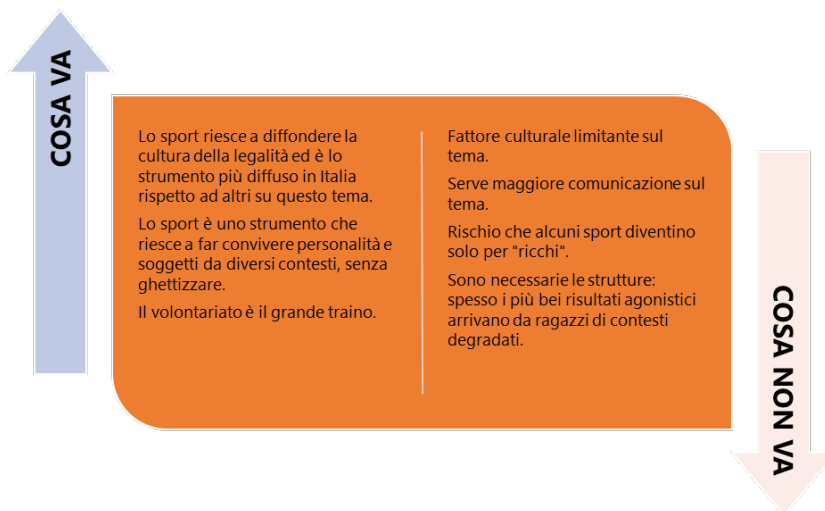 COSA VA
Lo sport riesce a diffondere la
cultura della legalità ed è lo
strumento più diffuso in Italia
rispetto ad altri su questo tema.
Lo sport è uno strumento che
riesce a far convivere personalità e
soggetti da diversi contesti, senza
ghettizzare.
Il volontariato è il grande traino.
Fattore culturale limitante sul
tema.
Serve maggiore comunicazione sul
tema.
Rischio che alcuni sport diventino
solo per "ricchi".
Sono necessarie le strutture:
spesso i più bei risultati agonistici
arrivano da ragazzi di contesti
degradati.
COSA NON VA